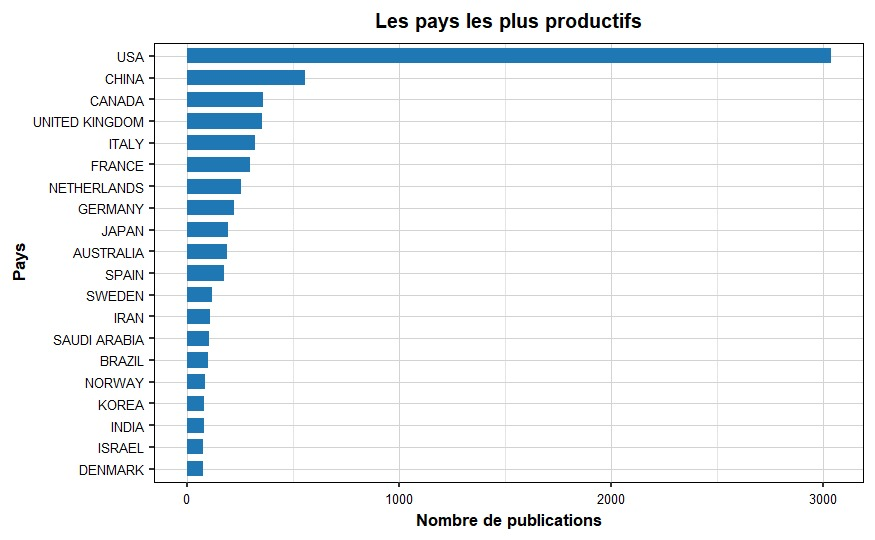 Les pays les plus productifs
USA
CHINA
CANADA
UNITED KINGDOM
ITALY
FRANCE
NETHERLANDS
GERMANY
JAPAN
AUSTRALIA
SPAIN
SWEDEN
IRAN
SAUDI ARABIA
BRAZIL
NORWAY
KOREA
INDIA
ISRAEL
DENMARK
Pays
0 1000 2000 3000
Nombre de publications